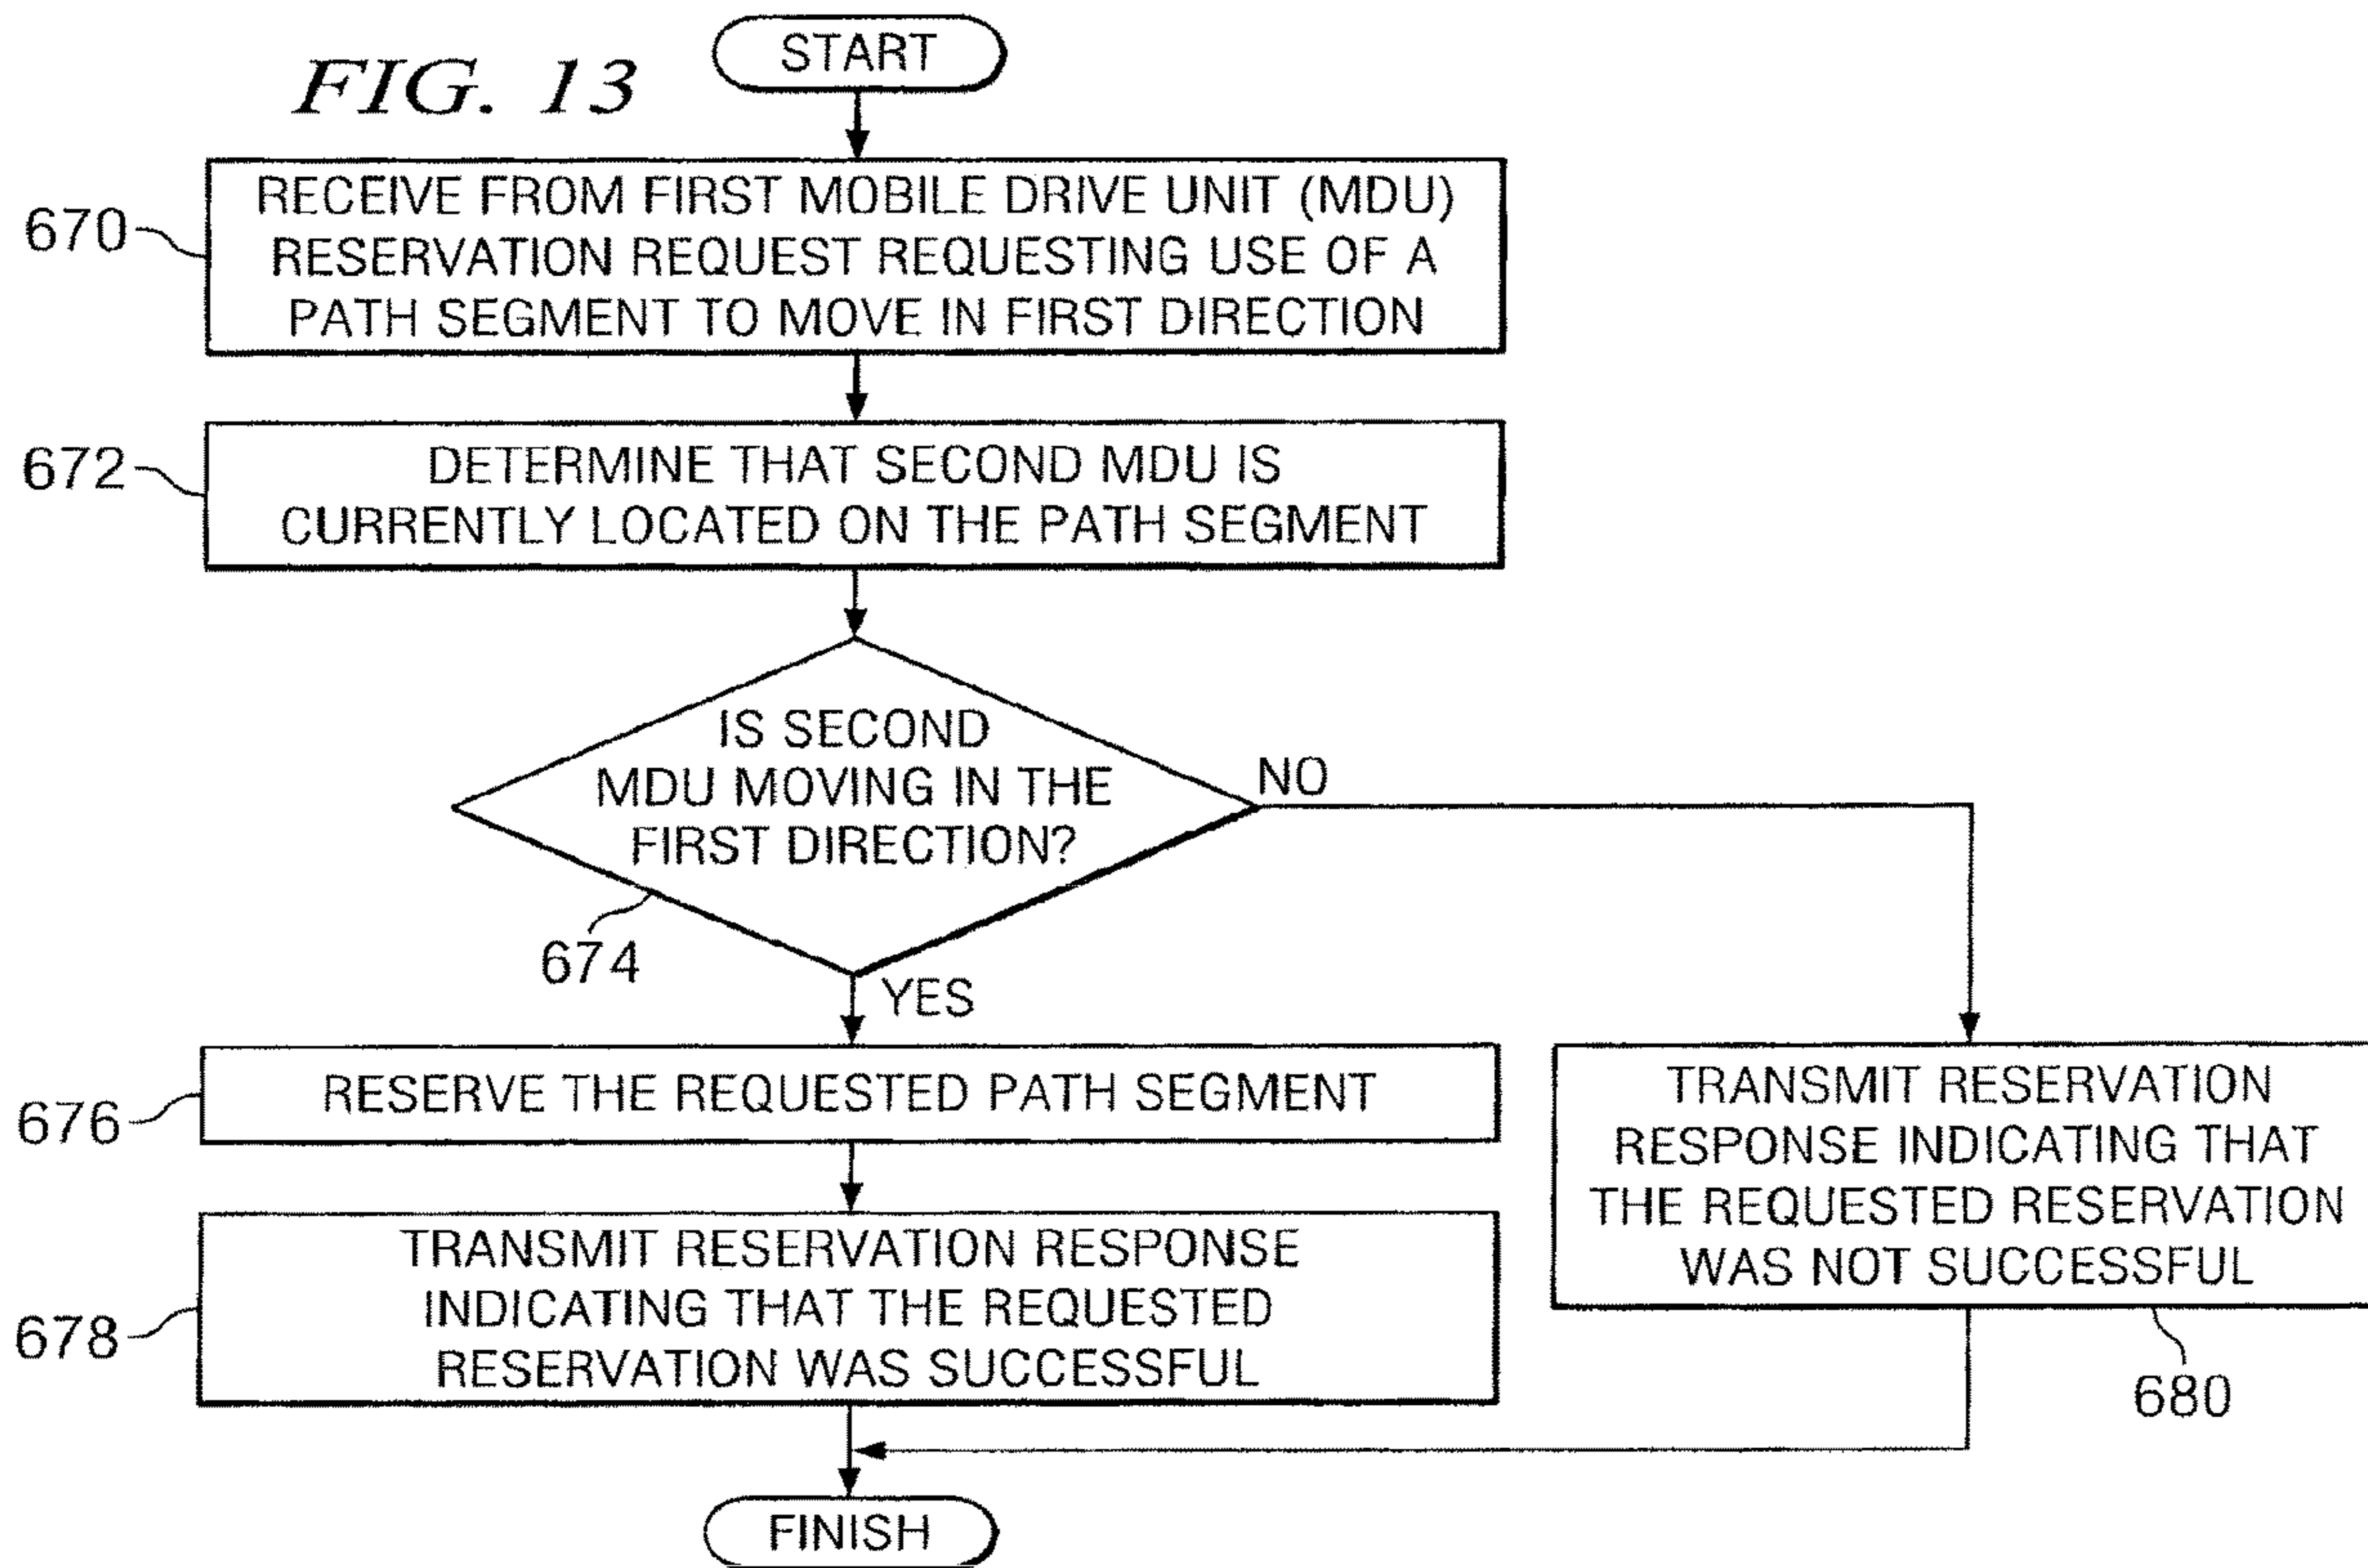 FIG. 13
START
670
RECEIVE FROM FIRST MOBILE DRIVE UNIT (MDU)
RESERVATION REQUEST REQUESTING USE OF A
PATH SEGMENT TO MOVE IN FIRST DIRECTION
672
DETERMINE THAT SECOND MDU IS
CURRENTLY LOCATED ON THE PATH SEGMENT
IS SECOND
MDU MOVING IN THE
FIRST DIRECTION?
674
NO
YES
676
RESERVE THE REQUESTED PATH SEGMENT
678
TRANSMIT RESERVATION RESPONSE
INDICATING THAT THE REQUESTED
RESERVATION WAS SUCCESSFUL
TRANSMIT RESERVATION
RESPONSE INDICATING THAT
THE REQUESTED RESERVATION
WAS NOT SUCCESSFUL
680
FINISH